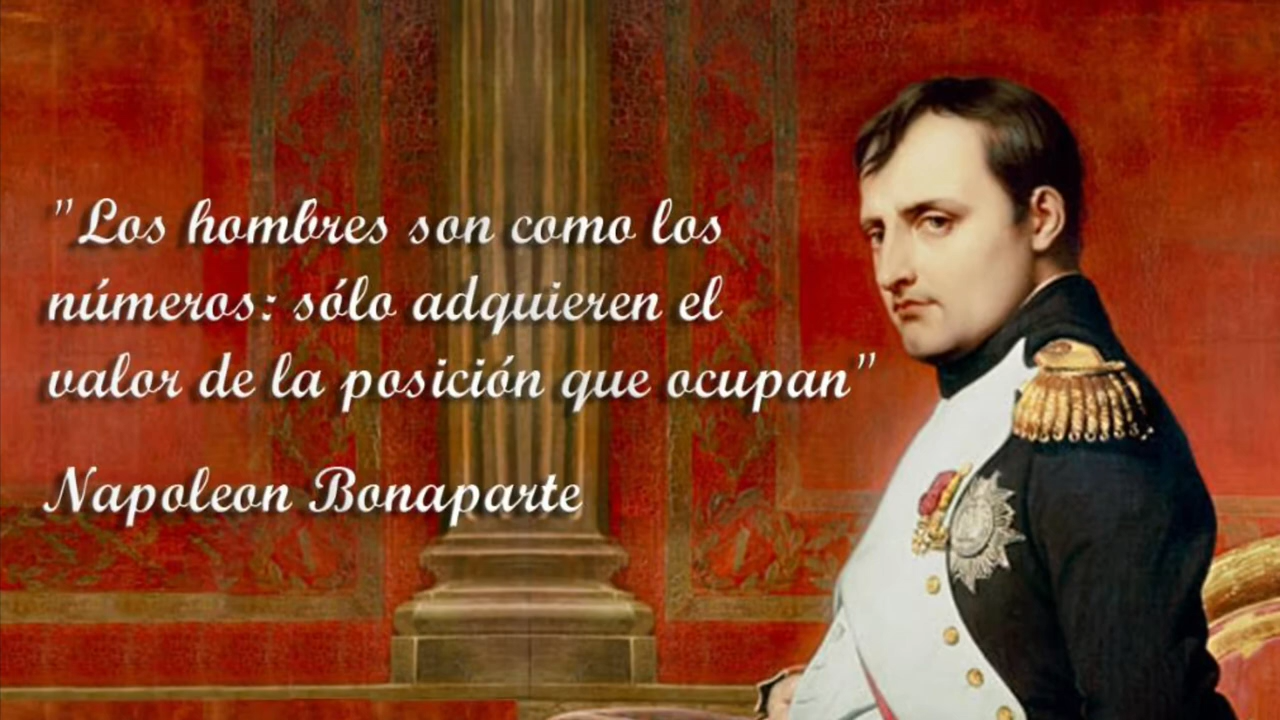 "Los hombres son como los
números: sólo adquieren el
valor de la posición que ocupan"
Napoleon Bonaparte